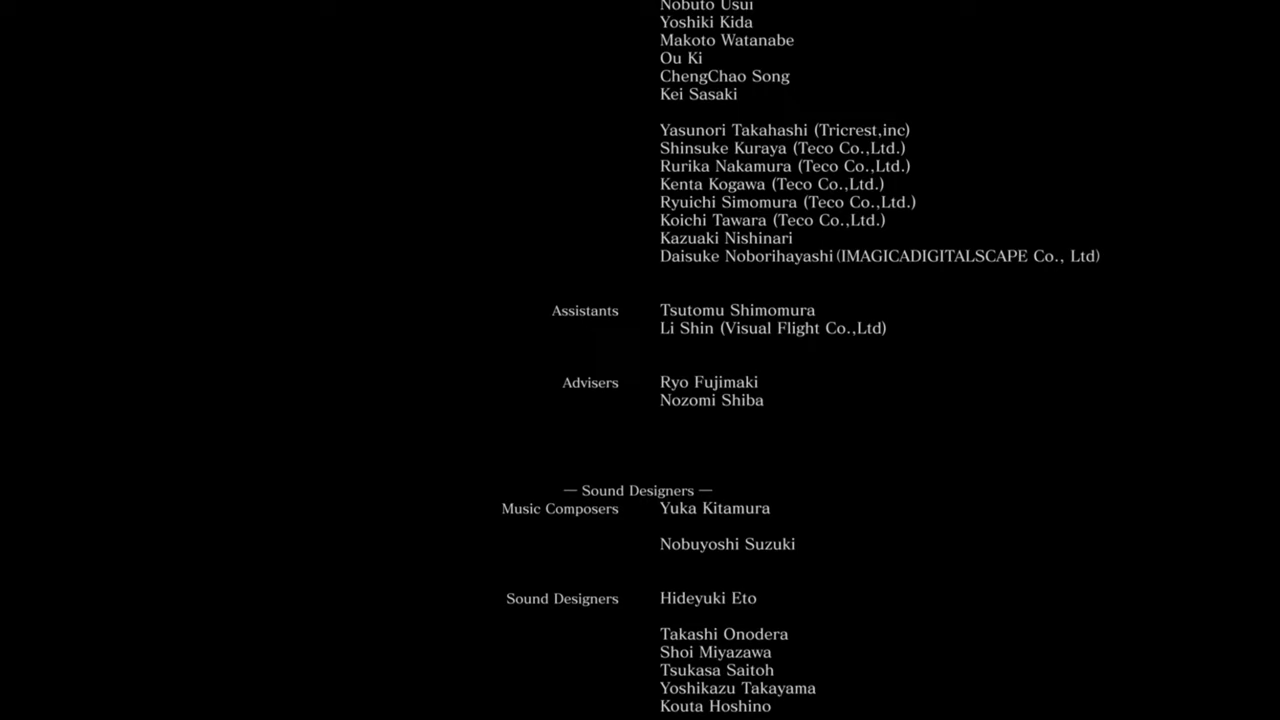 Nobuto Usui
Yoshiki Kida
Makoto Watanabe
Ou Ki
ChengChao Song
Kei Sasaki
Yasunori Takahashi (Tricrest,inc)
Shinsuke Kuraya (Teco Co.,Ltd.)
Rurika Nakamura (Teco Co.,Ltd.)
Kenta Kogawa (Teco Co.,Ltd.)
Ryuichi Simomura (Teco Co.,Ltd.)
Koichi Tawara (Teco Co.,Ltd.)
Kazuaki Nishinari
Daisuke Noborihayashi(IMAGICADIGITALSCAPE Co., Ltd)
Assistants Tsutomu Shimomura
Li Shin (Visual Flight Co.,Ltd)
Advisers Ryo Fujimaki
Nozomi Shiba
— Sound Designers —
Music Composers Yuka Kitamura
Nobuyoshi Suzuki
Sound Designers Hideyuki Eto
Takashi Onodera
Shoi Miyazawa
Tsukasa Saitoh
Yoshikazu Takayama
Kouta Hoshino